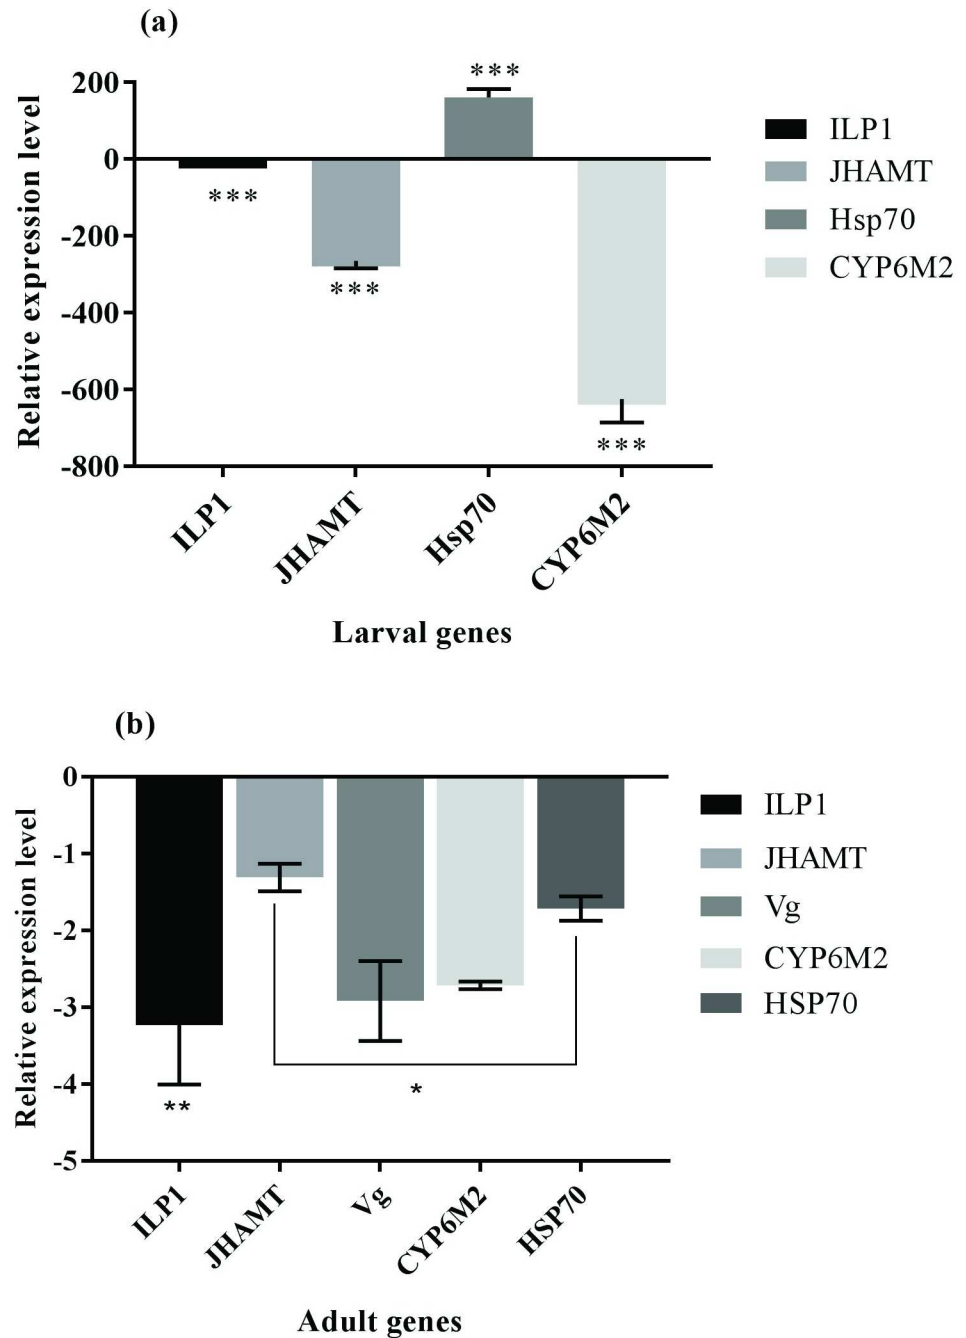 (a)
Relative expression level
200
0
-200
-400
-600
-800
***
***
***
***
ILP1
JHAMT
Hsp70
CYP6M2
Larval genes
ILP1
JHAMT
Hsp70
CYP6M2
(b)
Relative expression level
0
-1
-2
-3
-4
-5
**
*
ILP1
JHAMT
Vg
CYP6M2
HSP70
Adult genes
ILP1
JHAMT
Vg
CYP6M2
HSP70